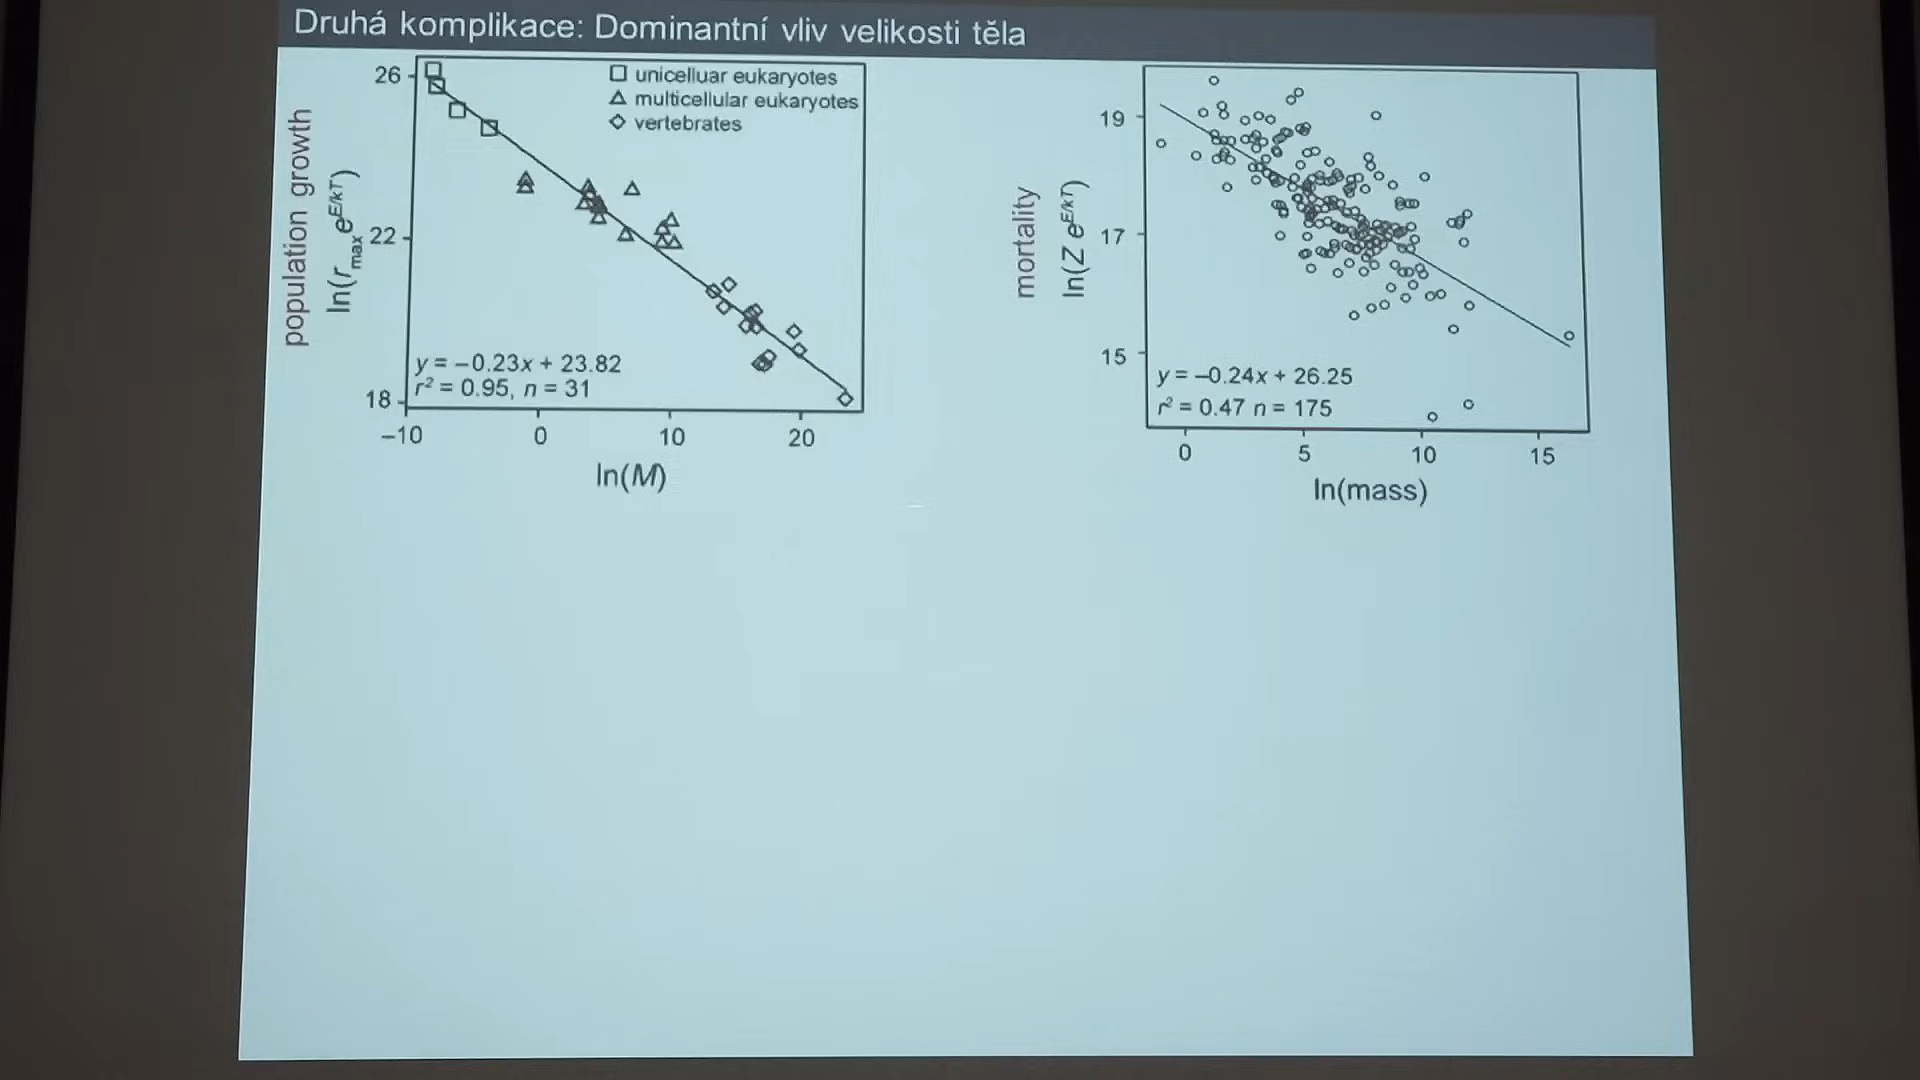 Druhá komplikace: Dominantní vliv velikosti těla
26
22
18
population growth
ln(r_max e^E/kT)
unicelluar eukaryotes
multicellular eukaryotes
vertebrates
y = –0.23x + 23.82
r² = 0.95, n = 31
–10 0 10 20
ln(M)
19
17
15
mortality
ln(Z e^E/kT)
y = –0.24x + 26.25
r² = 0.47 n = 175
0 5 10 15
ln(mass)